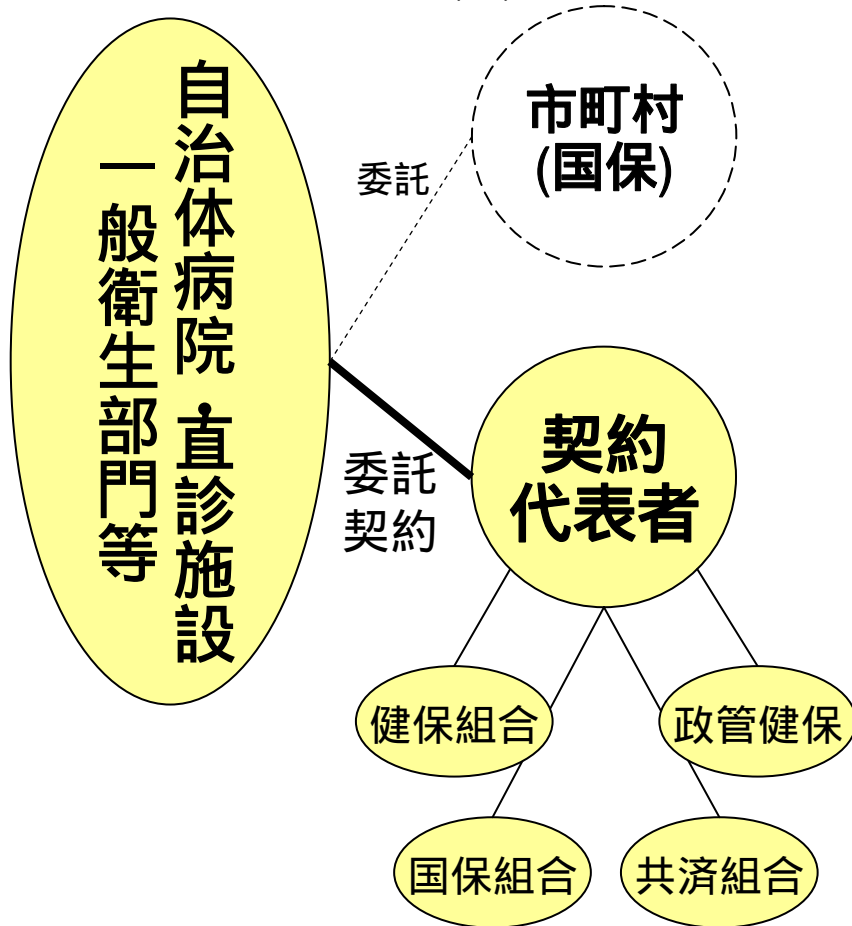 自治体病院・直診施設
一般衛生部門等
委託
市町村
(国保)
委託
契約
契約
代表者
健保組合
政管健保
国保組合
共済組合